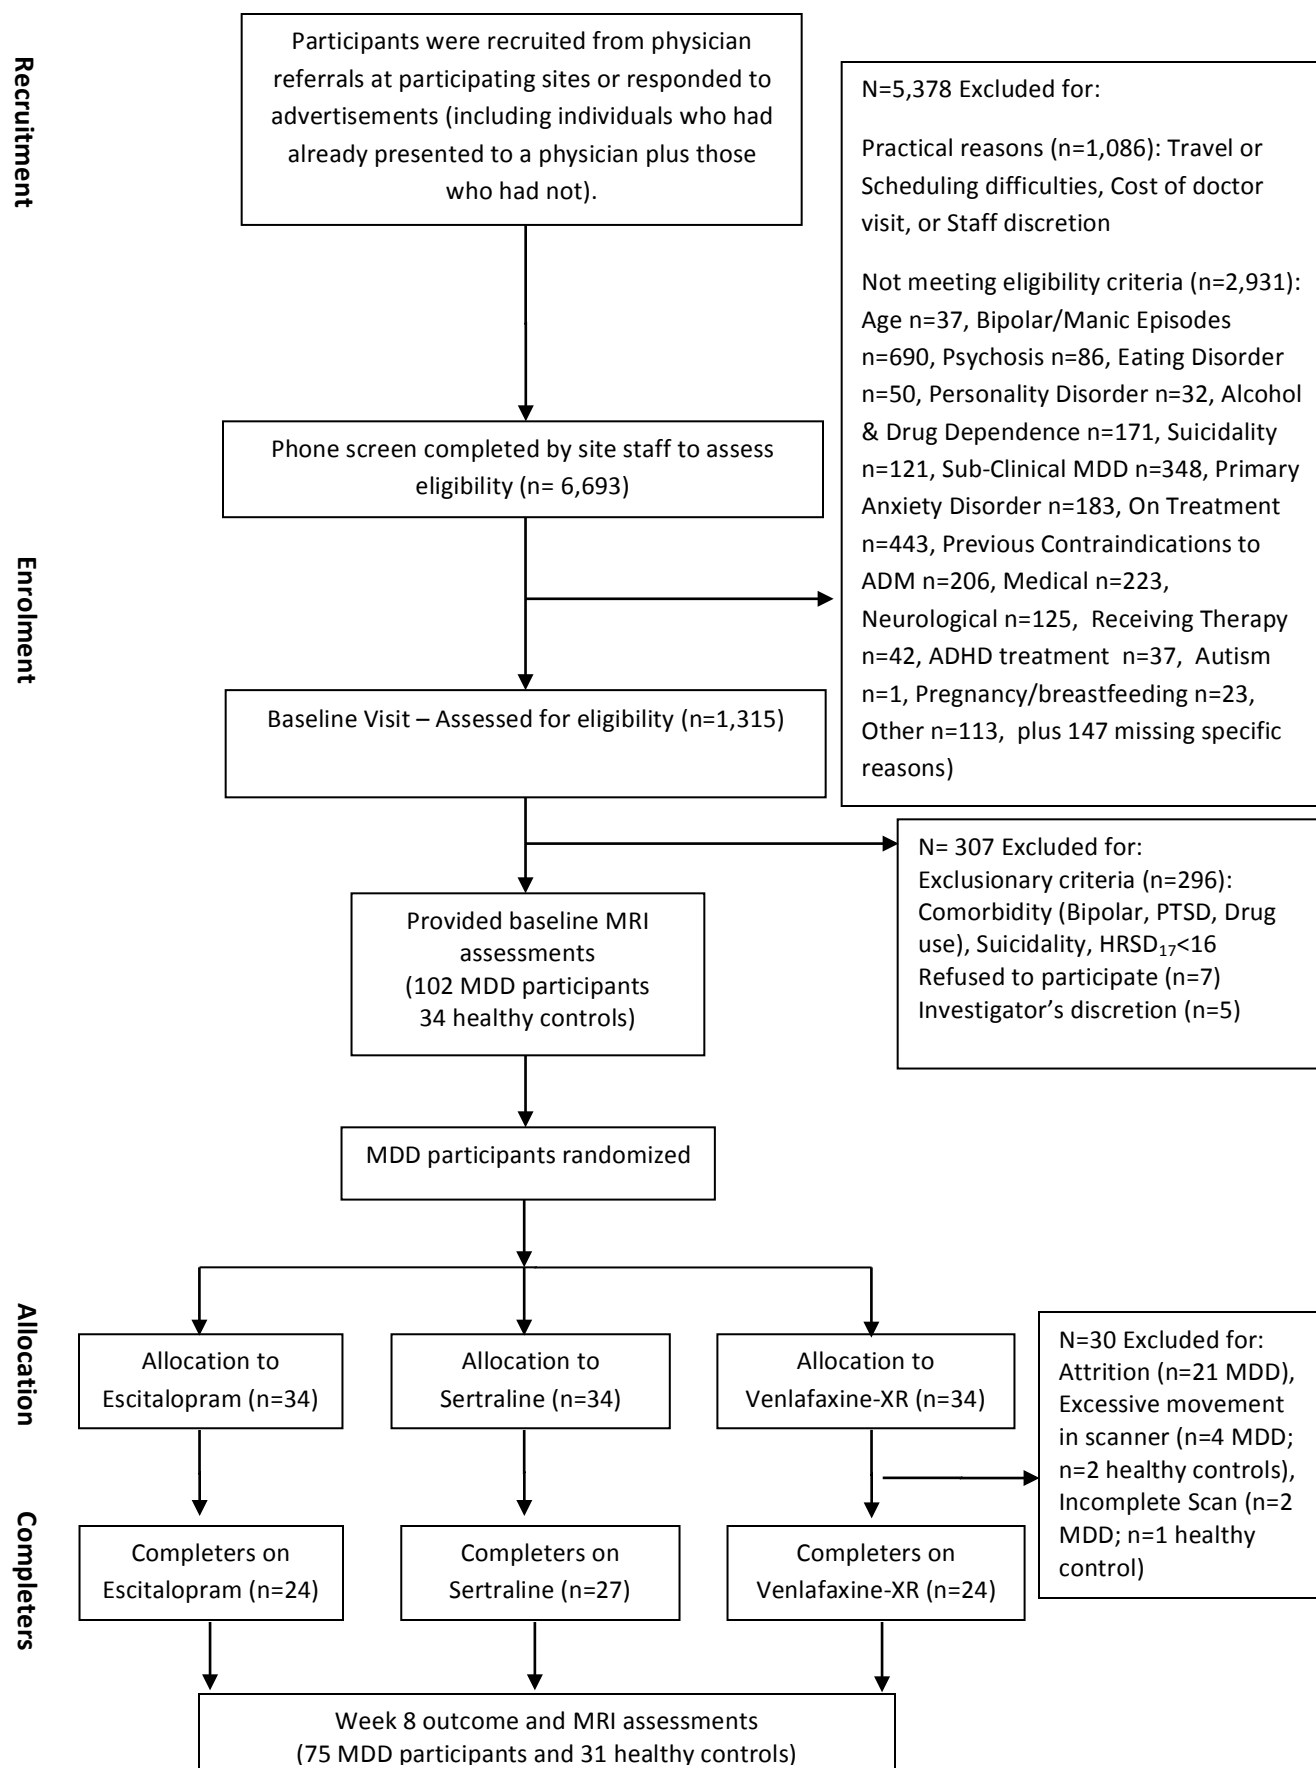 Recruitment
Participants were recruited from physician
referrals at participating sites or responded to
advertisements (including individuals who had
already presented to a physician plus those
who had not).
N=5,378 Excluded for:
Practical reasons (n=1,086): Travel or
Scheduling difficulties, Cost of doctor
visit, or Staff discretion
Not meeting eligibility criteria (n=2,931):
Age n=37, Bipolar/Manic Episodes
n=690, Psychosis n=86, Eating Disorder
n=50, Personality Disorder n=32, Alcohol
& Drug Dependence n=171, Suicidality
n=121, Sub-Clinical MDD n=348, Primary
Anxiety Disorder n=183, On Treatment
n=443, Previous Contraindications to
ADM n=206, Medical n=223,
Neurological n=125, Receiving Therapy
n=42, ADHD treatment n=37, Autism
n=1, Pregnancy/breastfeeding n=23,
Other n=113, plus 147 missing specific
reasons)
Phone screen completed by site staff to assess
eligibility (n= 6,693)
Enrolment
Baseline Visit – Assessed for eligibility (n=1,315)
N= 307 Excluded for:
Exclusionary criteria (n=296):
Comorbidity (Bipolar, PTSD, Drug
use), Suicidality, HRSD₁₇<16
Refused to participate (n=7)
Investigator’s discretion (n=5)
Provided baseline MRI
assessments
(102 MDD participants
34 healthy controls)
MDD participants randomized
Allocation
Allocation to
Escitalopram (n=34)
Allocation to
Sertraline (n=34)
Allocation to
Venlafaxine-XR (n=34)
N=30 Excluded for:
Attrition (n=21 MDD),
Excessive movement
in scanner (n=4 MDD;
n=2 healthy controls),
Incomplete Scan (n=2
MDD; n=1 healthy
control)
Completers
Completers on
Escitalopram (n=24)
Completers on
Sertraline (n=27)
Completers on
Venlafaxine-XR (n=24)
Week 8 outcome and MRI assessments
(75 MDD participants and 31 healthy controls)